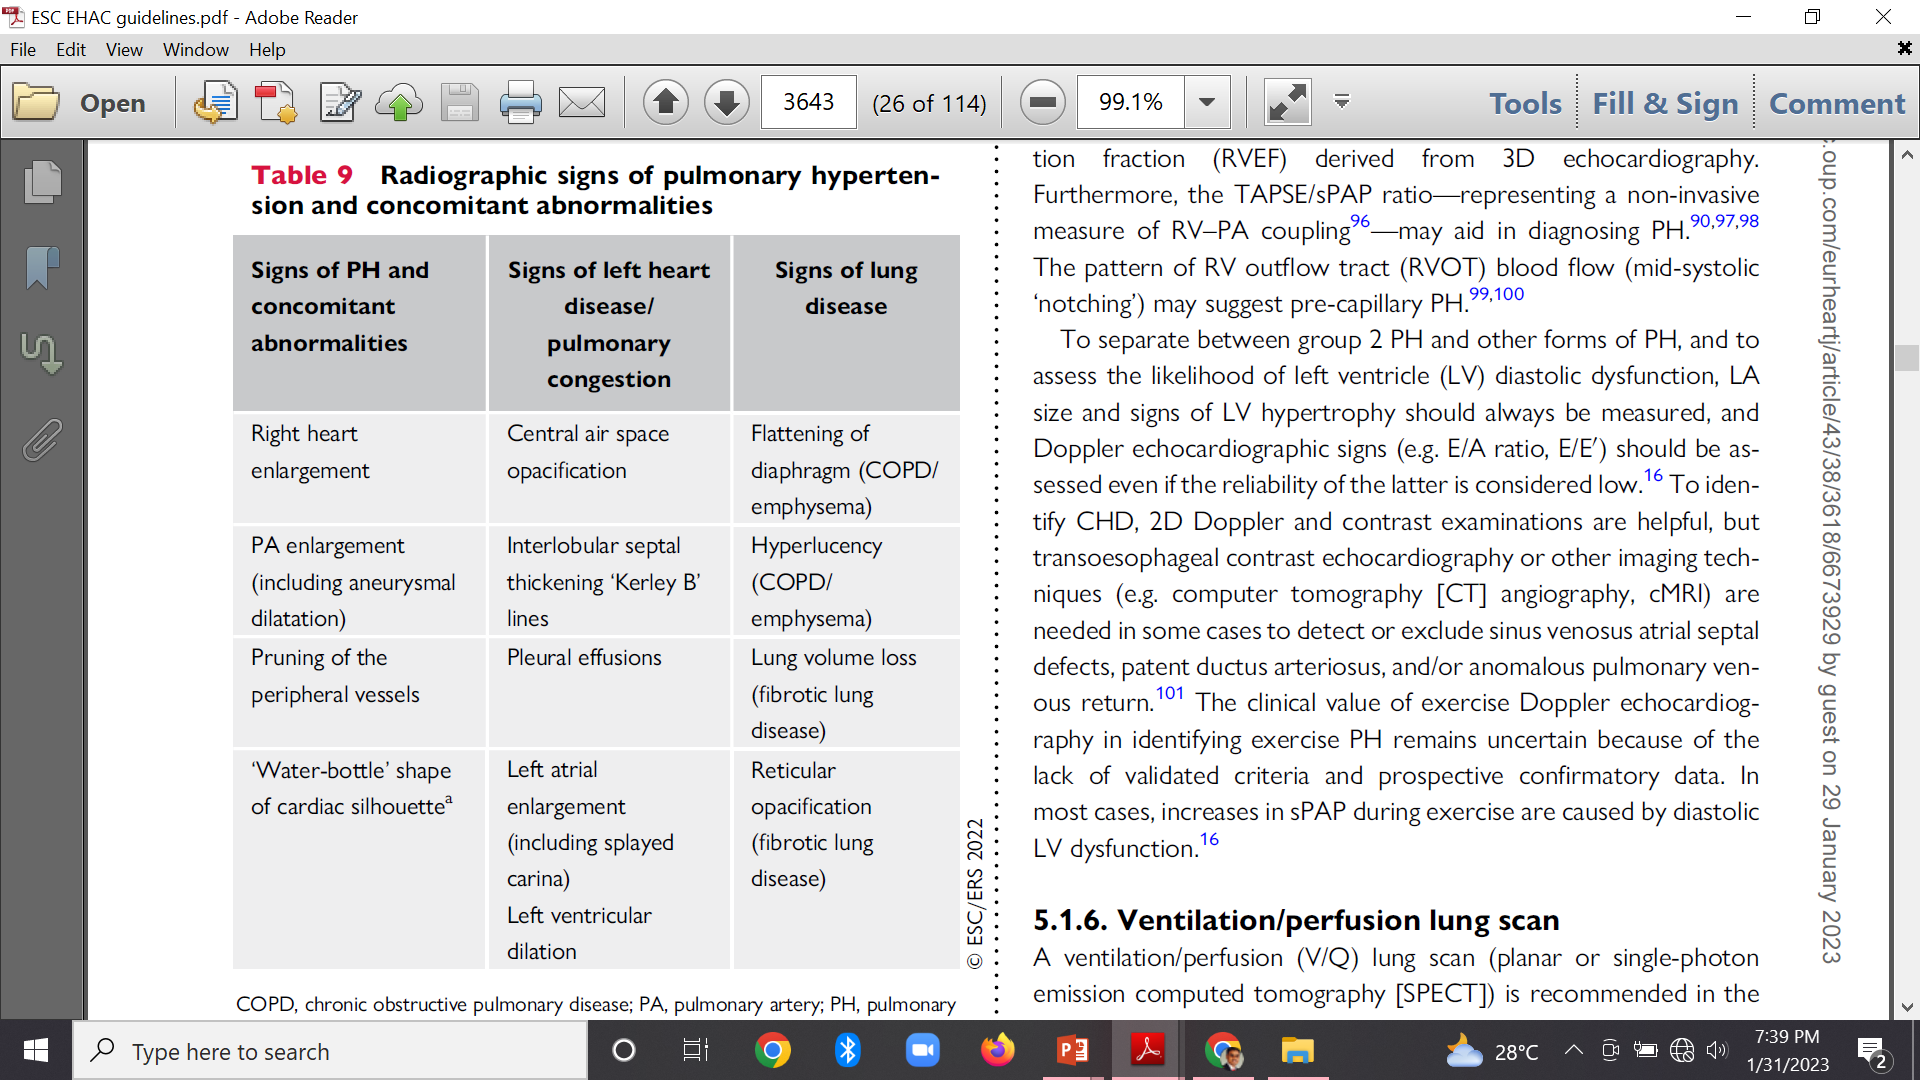 ESC EHAC guidelines.pdf - Adobe Reader
File Edit View Window Help
Open 3643 (26 of 114) 99.1% Tools Fill & Sign Comment
Table 9 Radiographic signs of pulmonary hyperten-
sion and concomitant abnormalities
Signs of PH and
concomitant
abnormalities
Signs of left heart
disease/
pulmonary
congestion
Signs of lung
disease
Right heart
enlargement
Central air space
opacification
Flattening of
diaphragm (COPD/
emphysema)
PA enlargement
(including aneurysmal
dilatation)
Interlobular septal
thickening ‘Kerley B’
lines
Hyperlucency
(COPD/
emphysema)
Pruning of the
peripheral vessels
Pleural effusions
Lung volume loss
(fibrotic lung
disease)
‘Water-bottle’ shape
of cardiac silhouetteᵃ
Left atrial
enlargement
(including splayed
carina)
Left ventricular
dilation
Reticular
opacification
(fibrotic lung
disease)
© ESC/ERS 2022
COPD, chronic obstructive pulmonary disease; PA, pulmonary artery; PH, pulmonary
tion fraction (RVEF) derived from 3D echocardiography.
Furthermore, the TAPSE/sPAP ratio—representing a non-invasive
measure of RV–PA coupling⁹⁶—may aid in diagnosing PH.⁹⁰,⁹⁷,⁹⁸
The pattern of RV outflow tract (RVOT) blood flow (mid-systolic
‘notching’) may suggest pre-capillary PH.⁹⁹,¹⁰⁰
To separate between group 2 PH and other forms of PH, and to
assess the likelihood of left ventricle (LV) diastolic dysfunction, LA
size and signs of LV hypertrophy should always be measured, and
Doppler echocardiographic signs (e.g. E/A ratio, E/E′) should be as-
sessed even if the reliability of the latter is considered low.¹⁶ To iden-
tify CHD, 2D Doppler and contrast examinations are helpful, but
transoesophageal contrast echocardiography or other imaging tech-
niques (e.g. computer tomography [CT] angiography, cMRI) are
needed in some cases to detect or exclude sinus venosus atrial septal
defects, patent ductus arteriosus, and/or anomalous pulmonary ven-
ous return.¹⁰¹ The clinical value of exercise Doppler echocardiog-
raphy in identifying exercise PH remains uncertain because of the
lack of validated criteria and prospective confirmatory data. In
most cases, increases in sPAP during exercise are caused by diastolic
LV dysfunction.¹⁶
5.1.6. Ventilation/perfusion lung scan
A ventilation/perfusion (V/Q) lung scan (planar or single-photon
emission computed tomography [SPECT]) is recommended in the
.oup.com/eurheartj/article/43/38/3618/6673929 by guest on 29 January 2023
Type here to search
28°C
7:39 PM
1/31/2023
2